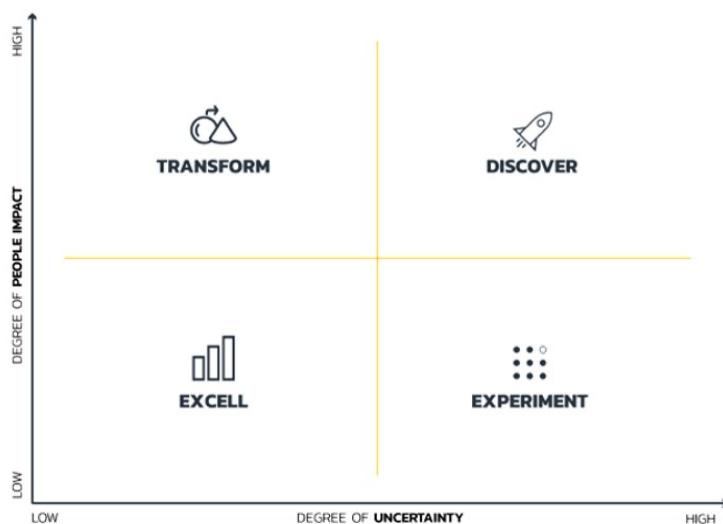 HIGH
TRANSFORM
DISCOVER
DEGREE OF PEOPLE IMPACT
EXCELL
EXPERIMENT
LOW
LOW
DEGREE OF UNCERTAINTY
HIGH